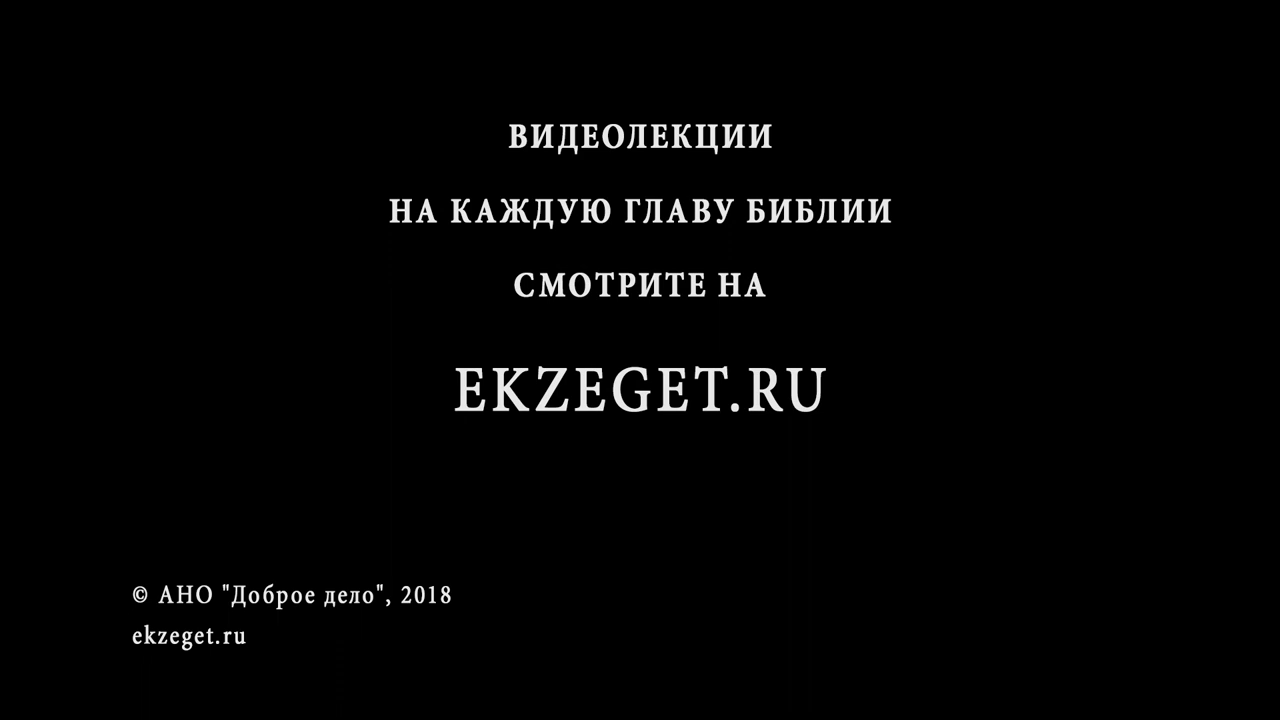 ВИДЕОЛЕКЦИИ
НА КАЖДУЮ ГЛАВУ БИБЛИИ
СМОТРИТЕ НА
EKZEGET.RU
© АНО "Доброе дело", 2018
ekzeget.ru